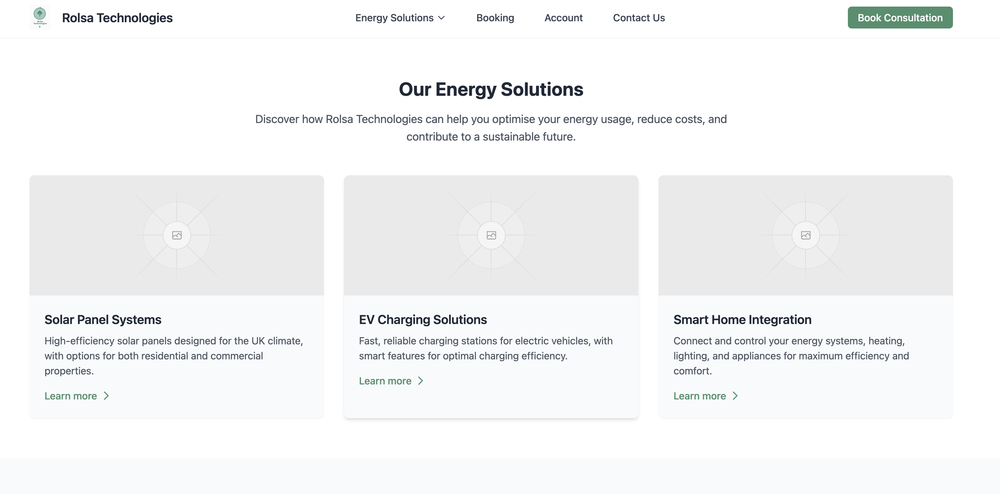 Rolsa
Technologies
Rolsa Technologies
Energy Solutions
Booking
Account
Contact Us
Book Consultation
Our Energy Solutions
Discover how Rolsa Technologies can help you optimise your energy usage, reduce costs, and
contribute to a sustainable future.
Solar Panel Systems
High-efficiency solar panels designed for the UK climate,
with options for both residential and commercial
properties.
Learn more
EV Charging Solutions
Fast, reliable charging stations for electric vehicles, with
smart features for optimal charging efficiency.
Learn more
Smart Home Integration
Connect and control your energy systems, heating,
lighting, and appliances for maximum efficiency and
comfort.
Learn more